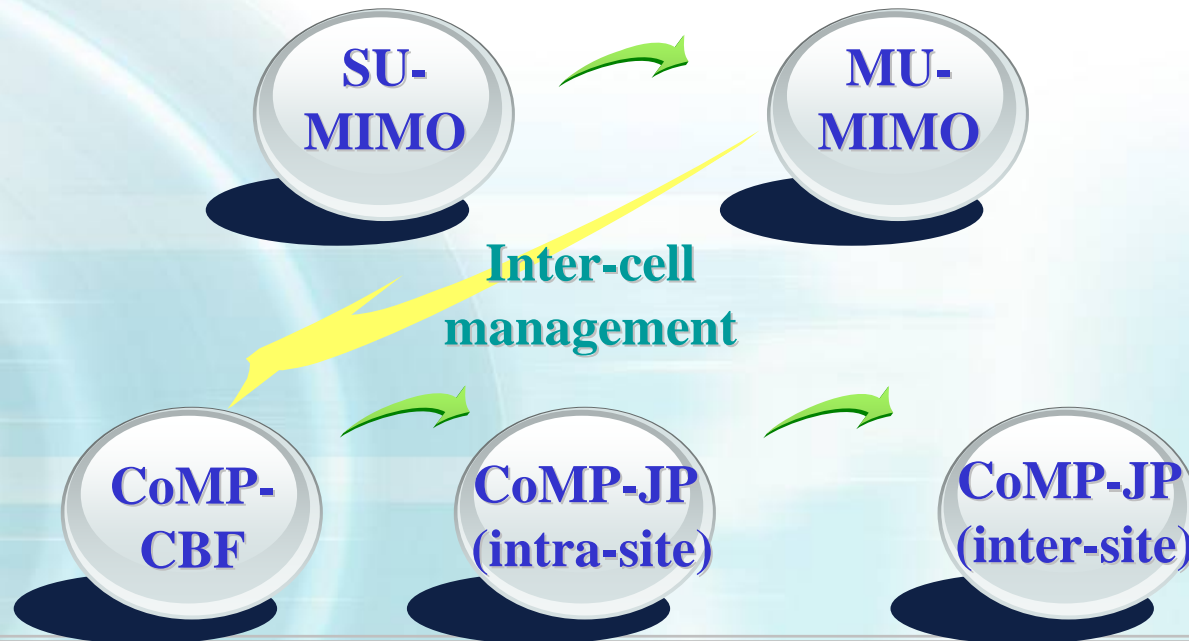 SU-
MIMO
MU-
MIMO
Inter-cell
management
CoMP-
CBF
CoMP-JP
(intra-site)
CoMP-JP
(inter-site)